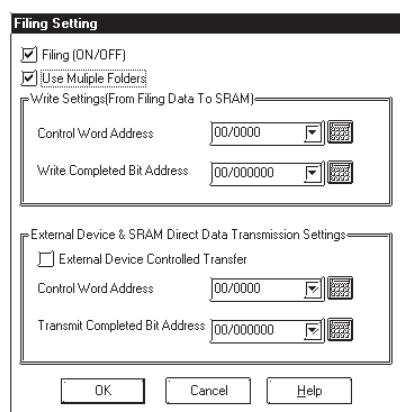 Filing Setting
Filing (ON/OFF)
Use Muliple Folders
Write Settings(From Filing Data To SRAM)
Control Word Address 00/0000
Write Completed Bit Address 00/000000
External Device & SRAM Direct Data Transmission Settings
External Device Controlled Transfer
Control Word Address 00/0000
Transmit Completed Bit Address 00/000000
OK Cancel Help